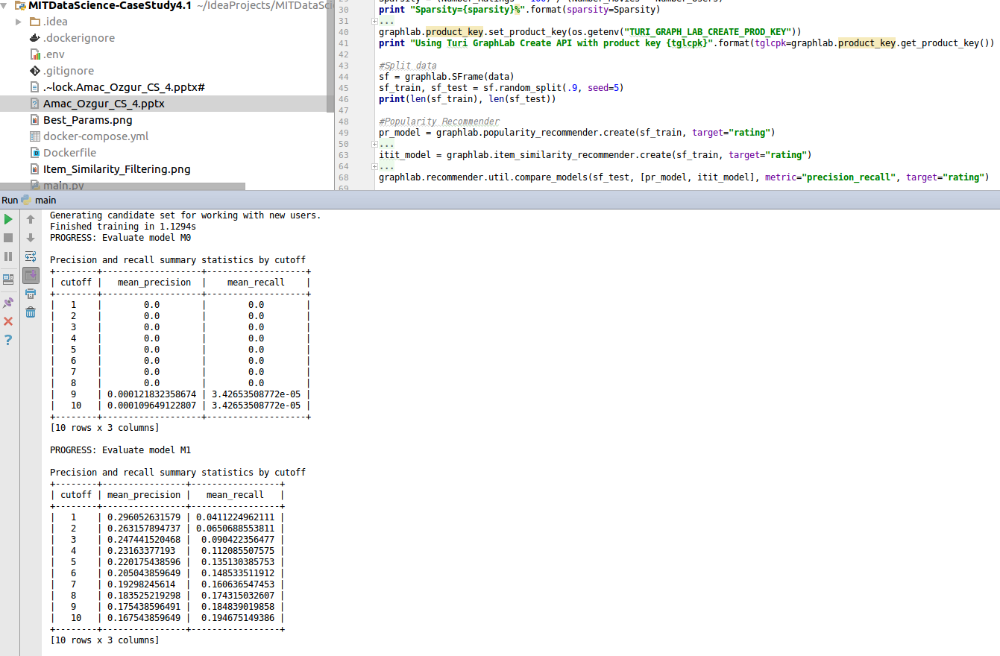 MITDataScience-CaseStudy4.1 ~/IdeaProjects/MITDataSci
.idea
.dockerignore
.env
.gitignore
.~lock.Amac_Ozgur_CS_4.pptx#
Amac_Ozgur_CS_4.pptx
Best_Params.png
docker-compose.yml
Dockerfile
Item_Similarity_Filtering.png
main.py
30 print "Sparsity={sparsity}%".format(sparsity=Sparsity)
31 ...
40 graphlab.product_key.set_product_key(os.getenv("TURI_GRAPH_LAB_CREATE_PROD_KEY"))
41 print "Using Turi GraphLab Create API with product key {tglcpk}".format(tglcpk=graphlab.product_key.get_product_key())
42
43 #Split data
44 sf = graphlab.SFrame(data)
45 sf_train, sf_test = sf.random_split(.9, seed=5)
46 print(len(sf_train), len(sf_test))
47
48 #Popularity Recommender
49 pr_model = graphlab.popularity_recommender.create(sf_train, target="rating")
50 ...
63 itit_model = graphlab.item_similarity_recommender.create(sf_train, target="rating")
64 ...
68 graphlab.recommender.util.compare_models(sf_test, [pr_model, itit_model], metric="precision_recall", target="rating")
69
Run main
Generating candidate set for working with new users.
Finished training in 1.1294s
PROGRESS: Evaluate model M0
Precision and recall summary statistics by cutoff
+--------+-------------------+-------------------+
| cutoff |   mean_precision  |    mean_recall    |
+--------+-------------------+-------------------+
|   1    |        0.0        |        0.0        |
|   2    |        0.0        |        0.0        |
|   3    |        0.0        |        0.0        |
|   4    |        0.0        |        0.0        |
|   5    |        0.0        |        0.0        |
|   6    |        0.0        |        0.0        |
|   7    |        0.0        |        0.0        |
|   8    |        0.0        |        0.0        |
|   9    | 0.000121832358674 | 3.42653508772e-05 |
|   10   | 0.000109649122807 | 3.42653508772e-05 |
+--------+-------------------+-------------------+
[10 rows x 3 columns]
PROGRESS: Evaluate model M1
Precision and recall summary statistics by cutoff
+--------+----------------+-----------------+
| cutoff | mean_precision |   mean_recall   |
+--------+----------------+-----------------+
|   1    | 0.296052631579 | 0.0411224962111 |
|   2    | 0.263157894737 | 0.0650688553811 |
|   3    | 0.247441520468 |  0.090422356477 |
|   4    | 0.23163377193  |  0.112085507575 |
|   5    | 0.220175438596 |  0.135130385753 |
|   6    | 0.205043859649 |  0.148533511912 |
|   7    | 0.19298245614  |  0.160636547453 |
|   8    | 0.183525219298 |  0.174315032607 |
|   9    | 0.175438596491 |  0.184839019858 |
|   10   | 0.167543859649 |  0.194675149386 |
+--------+----------------+-----------------+
[10 rows x 3 columns]